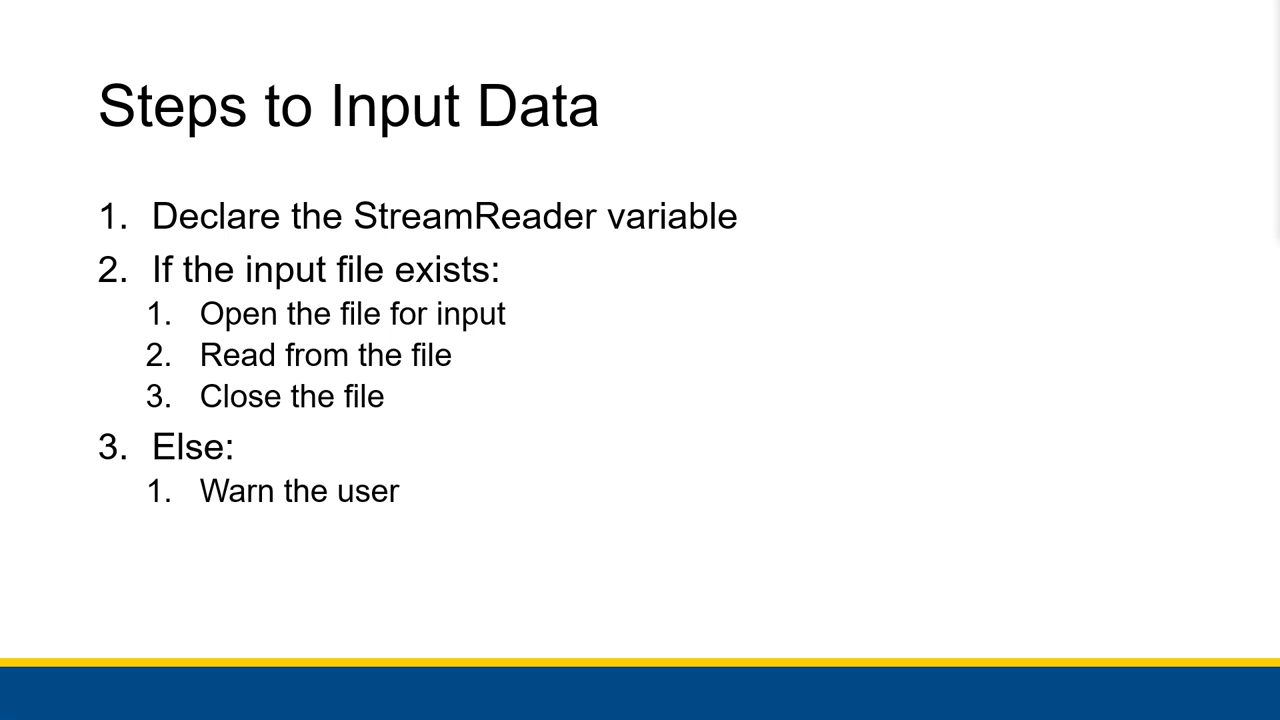 Steps to Input Data
1. Declare the StreamReader variable
2. If the input file exists:
1. Open the file for input
2. Read from the file
3. Close the file
3. Else:
1. Warn the user